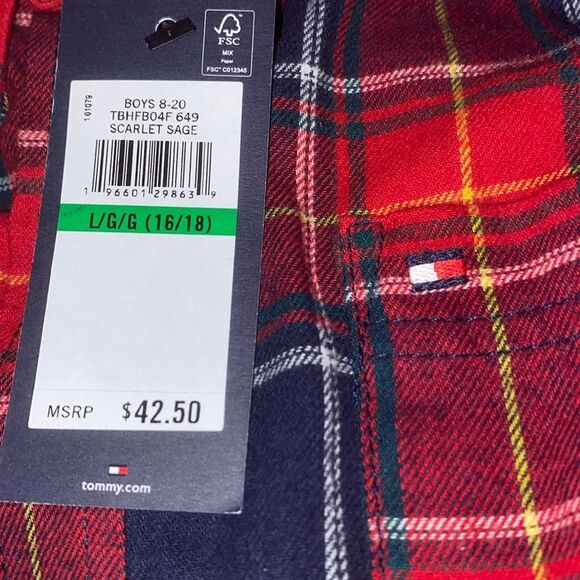 FSC
MIX
Paper
FSC® C012345
161079
BOYS 8-20
TBHFB04F 649
SCARLET SAGE
1 96601 29863 9
L/G/G (16/18)
MSRP $42.50
tommy.com